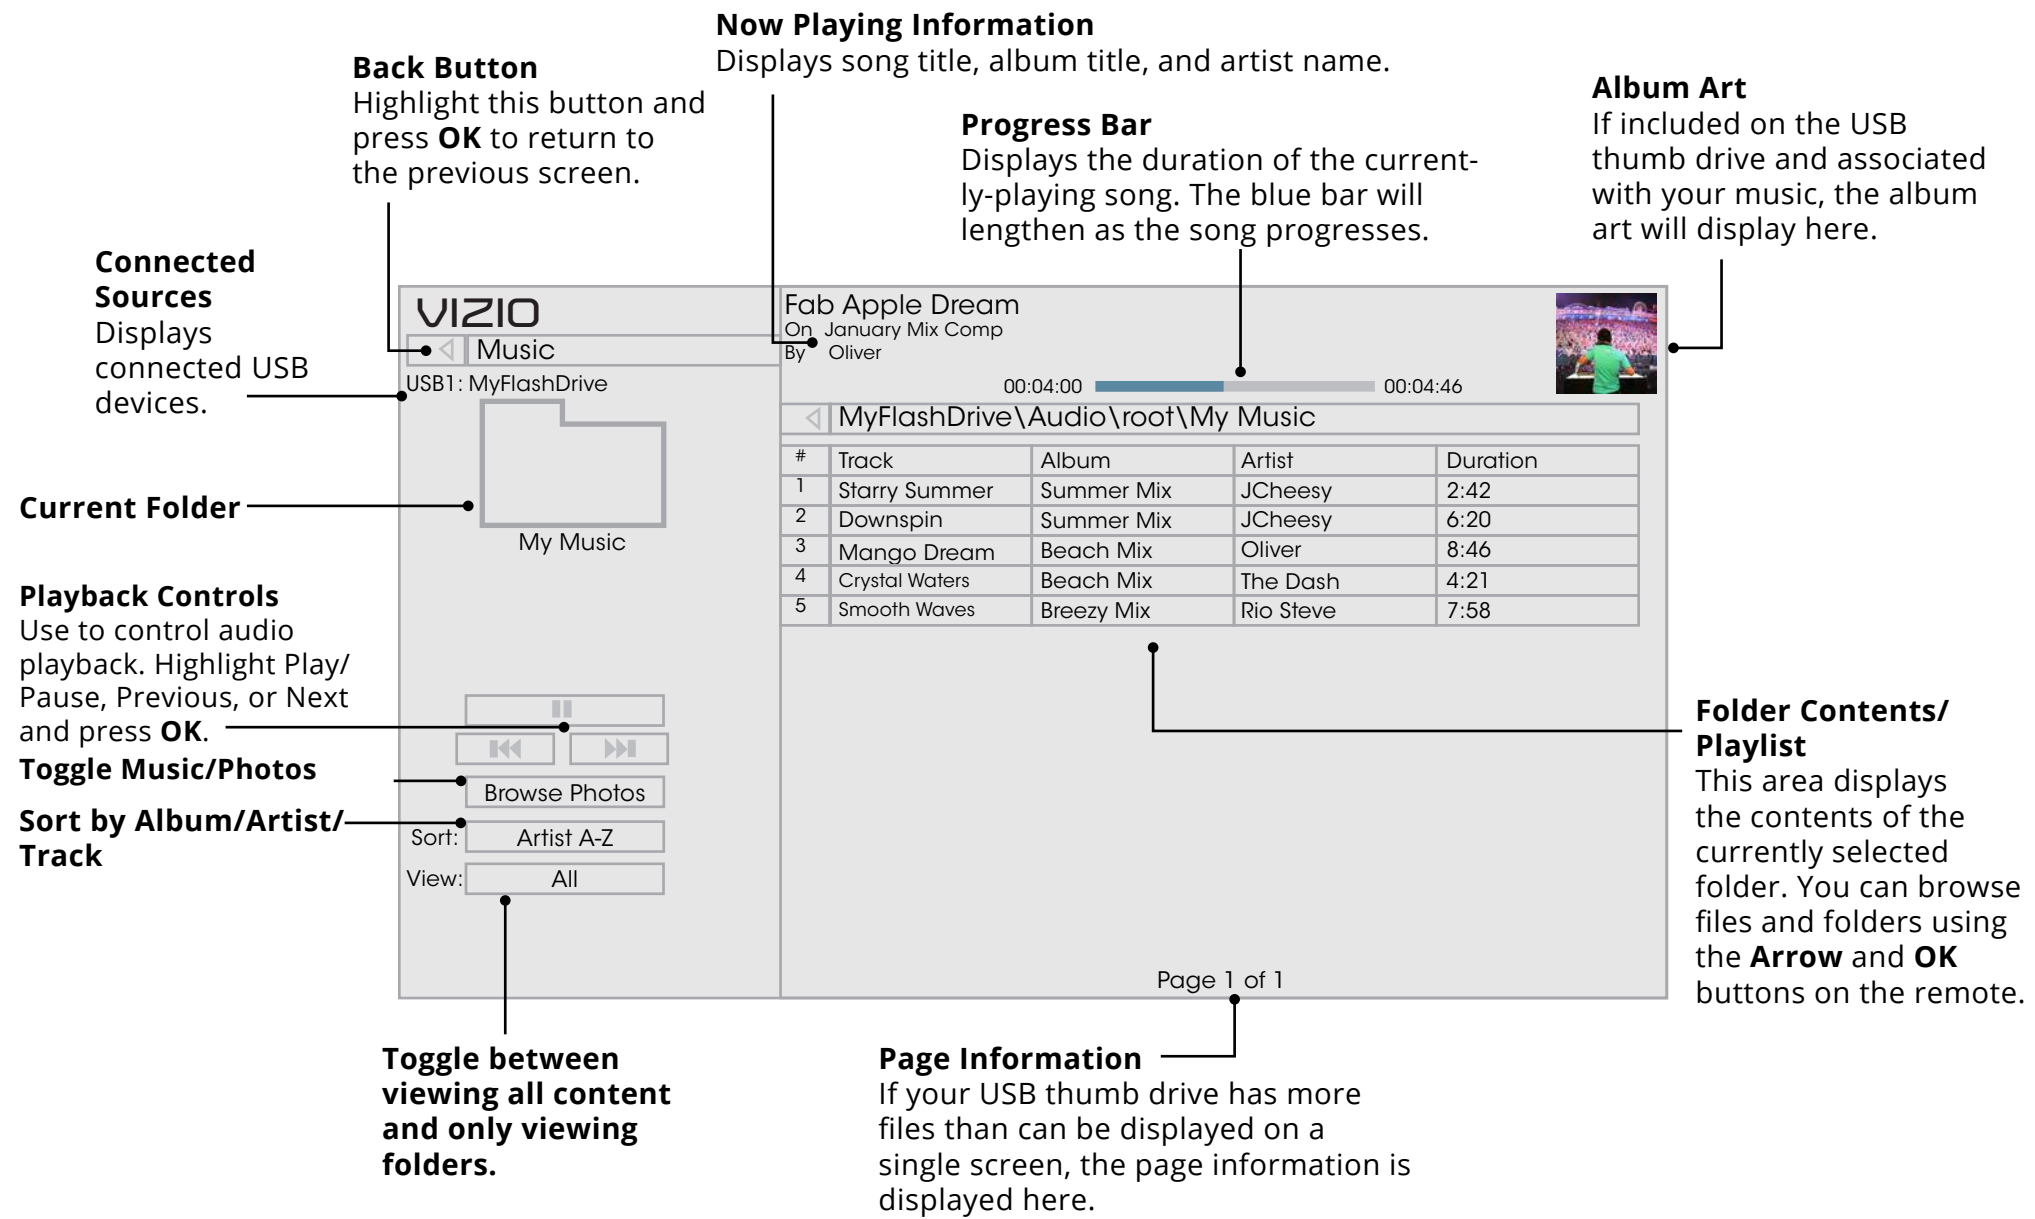 Now Playing Information
Displays song title, album title, and artist name.
Back Button
Highlight this button and
press OK to return to
the previous screen.
Progress Bar
Displays the duration of the current-
ly-playing song. The blue bar will
lengthen as the song progresses.
Album Art
If included on the USB
thumb drive and associated
with your music, the album
art will display here.
Connected
Sources
Displays
connected USB
devices.
Current Folder
Playback Controls
Use to control audio
playback. Highlight Play/
Pause, Previous, or Next
and press OK.
Toggle Music/Photos
Sort by Album/Artist/
Track
VIZIO
Music
USB1: MyFlashDrive
My Music
Browse Photos
Sort: Artist A-Z
View: All
Fab Apple Dream
On January Mix Comp
By Oliver
00:04:00 00:04:46
MyFlashDrive\Audio\root\My Music
# Track Album Artist Duration
1 Starry Summer Summer Mix JCheesy 2:42
2 Downspin Summer Mix JCheesy 6:20
3 Mango Dream Beach Mix Oliver 8:46
4 Crystal Waters Beach Mix The Dash 4:21
5 Smooth Waves Breezy Mix Rio Steve 7:58
Page 1 of 1
Folder Contents/
Playlist
This area displays
the contents of the
currently selected
folder. You can browse
files and folders using
the Arrow and OK
buttons on the remote.
Toggle between
viewing all content
and only viewing
folders.
Page Information
If your USB thumb drive has more
files than can be displayed on a
single screen, the page information is
displayed here.